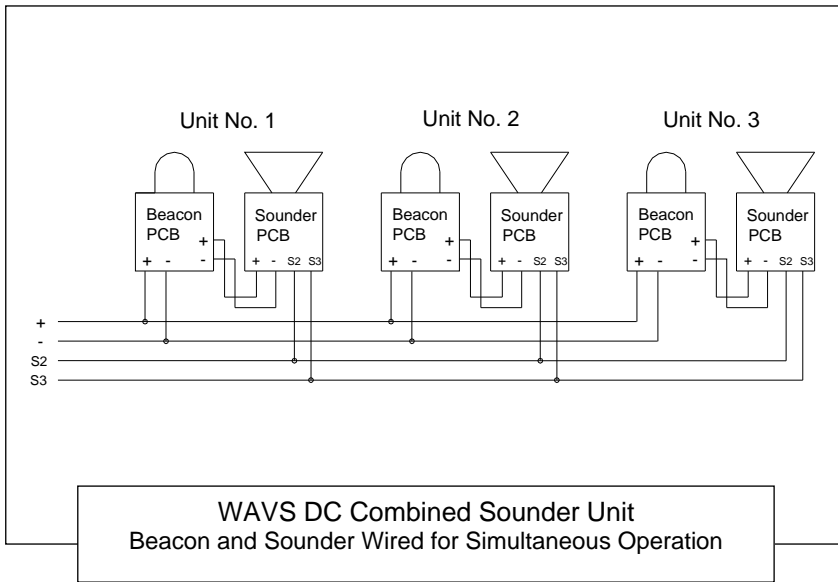 Unit No. 1
Unit No. 2
Unit No. 3
Beacon
PCB
+
-
+ -
Sounder
PCB
+ - S2 S3
Beacon
PCB
+
-
+ -
Sounder
PCB
+ - S2 S3
Beacon
PCB
+
-
+ -
Sounder
PCB
+ - S2 S3
+
-
S2
S3
WAVS DC Combined Sounder Unit
Beacon and Sounder Wired for Simultaneous Operation